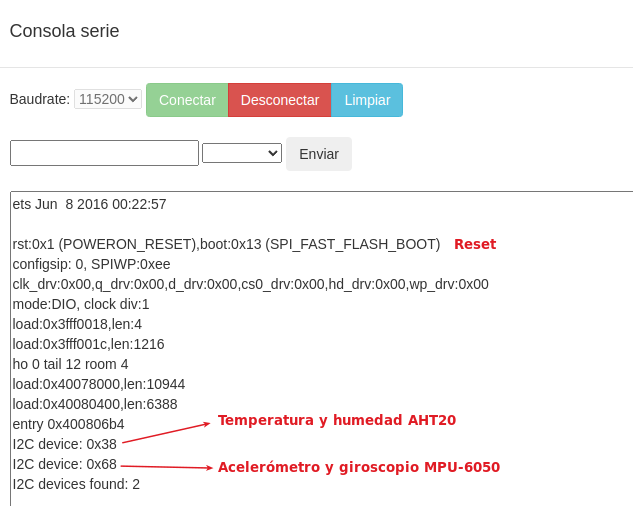 Consola serie
Baudrate: 115200 Conectar Desconectar Limpiar
Enviar
ets Jun  8 2016 00:22:57
rst:0x1 (POWERON_RESET),boot:0x13 (SPI_FAST_FLASH_BOOT) Reset
configsip: 0, SPIWP:0xee
clk_drv:0x00,q_drv:0x00,d_drv:0x00,cs0_drv:0x00,hd_drv:0x00,wp_drv:0x00
mode:DIO, clock div:1
load:0x3fff0018,len:4
load:0x3fff001c,len:1216
ho 0 tail 12 room 4
load:0x40078000,len:10944
load:0x40080400,len:6388
entry 0x400806b4
Temperatura y humedad AHT20
I2C device: 0x38
I2C device: 0x68 Acelerómetro y giroscopio MPU-6050
I2C devices found: 2